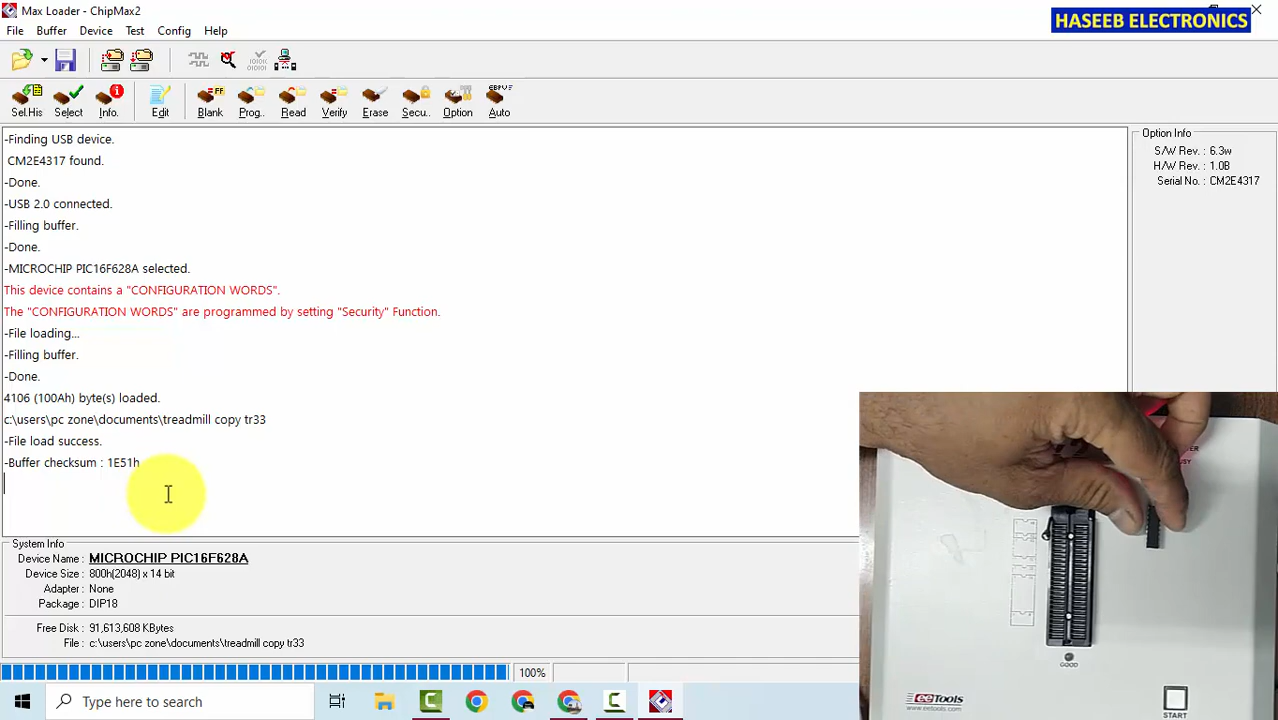 Max Loader - ChipMax2
HASEEB ELECTRONICS
File Buffer Device Test Config Help
Sel.His Select Info. Edit Blank Prog.. Read Verify Erase Secu.. Option Auto
-Finding USB device.
CM2E4317 found.
-Done.
-USB 2.0 connected.
-Filling buffer.
-Done.
-MICROCHIP PIC16F628A selected.
This device contains a "CONFIGURATION WORDS".
The "CONFIGURATION WORDS" are programmed by setting "Security" Function.
-File loading...
-Filling buffer.
-Done.
4106 (100Ah) byte(s) loaded.
c:\users\pc zone\documents\treadmill copy tr33
-File load success.
-Buffer checksum : 1E51h
Option Info
S/W Rev. : 6.3w
H/W Rev. : 1.0B
Serial No. : CM2E4317
System Info
Device Name : MICROCHIP PIC16F628A
Device Size : 800h(2048) x 14 bit
Adapter : None
Package : DIP18
Free Disk : 91,613,608 KBytes
File : c:\users\pc zone\documents\treadmill copy tr33
100%
Type here to search
GOOD
eeTools
www.eetools.com
START